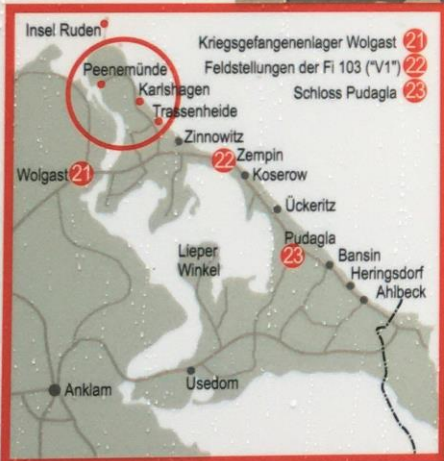 Insel Ruden
Kriegsgefangenenlager Wolgast 21
Feldstellungen der Fi 103 ("V1") 22
Schloss Pudagla 23
Peenemünde
Karlshagen
Trassenheide
Zinnowitz
22 Zempin
Wolgast 21
Koserow
Ückeritz
Pudagla
23
Lieper
Winkel
Bansin
Heringsdorf
Ahlbeck
Usedom
Anklam